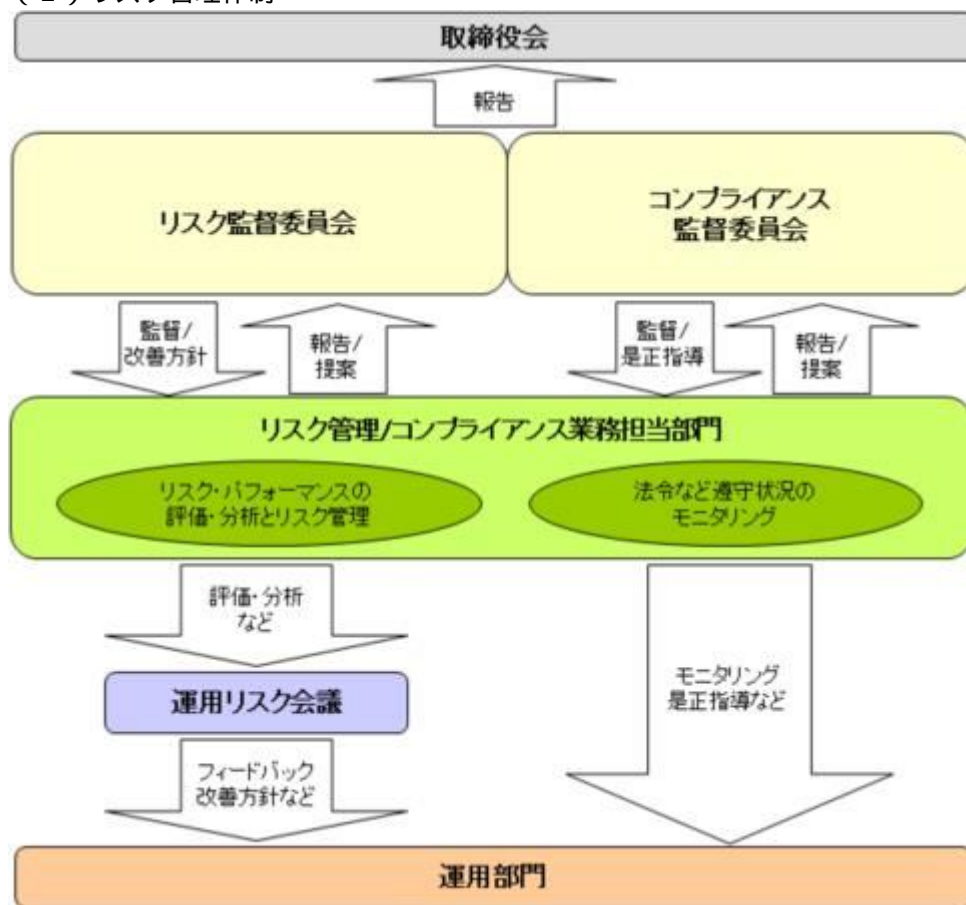 取締役会
報告
リスク監督委員会
コンプライアンス
監督委員会
監督/
改善方針
報告/
提案
監督/
是正指導
報告/
提案
リスク管理/コンプライアンス業務担当部門
リスク・パフォーマンスの
評価・分析とリスク管理
法令など遵守状況の
モニタリング
評価・分析
など
運用リスク会議
モニタリング
是正指導など
フィードバック
改善方針など
運用部門